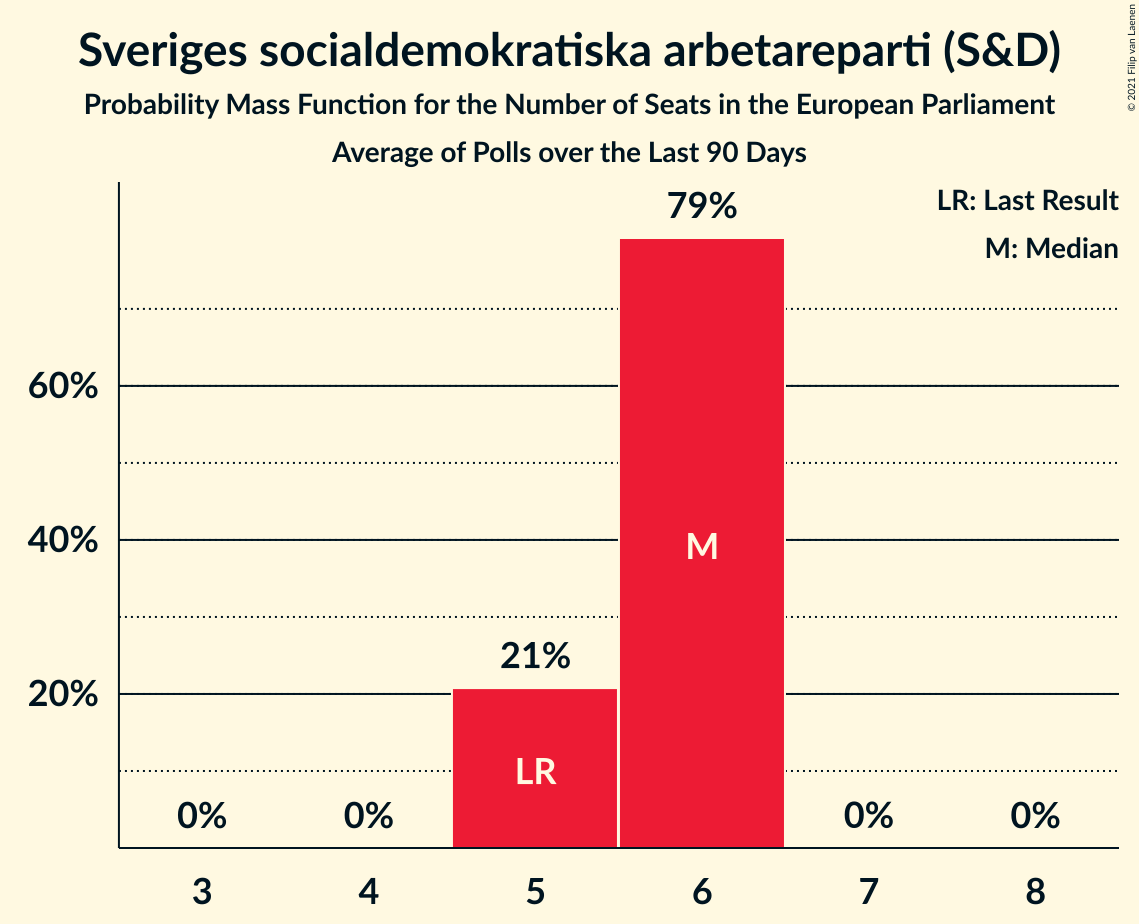 Sveriges socialdemokratiska arbetareparti (S&D)
Probability Mass Function for the Number of Seats in the European Parliament
Average of Polls over the Last 90 Days
© 2021 Filip van Laenen
LR: Last Result
M: Median
79%
60%
40%
M
21%
20%
LR
0%
0%
0%
0%
3
4
5
6
7
8